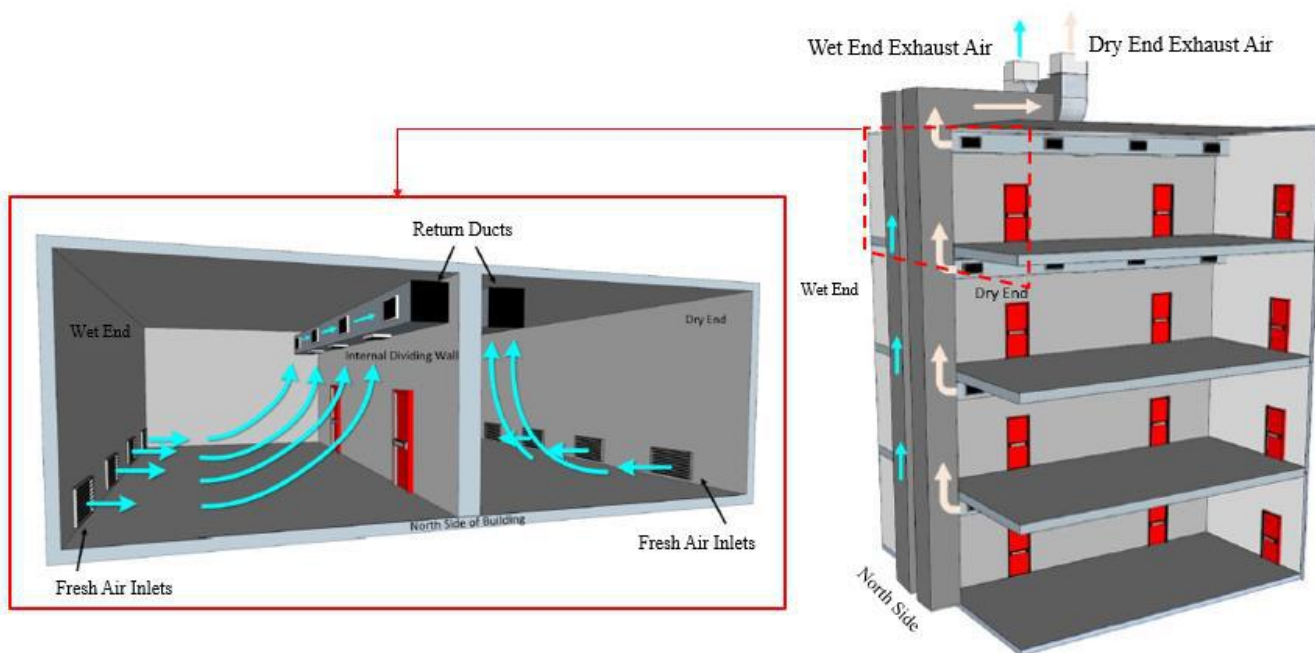 Wet End Exhaust Air
Dry End Exhaust Air
Return Ducts
Wet End
Dry End
Internal Dividing Wall
North Side of Building
Fresh Air Inlets
Fresh Air Inlets
Wet End
Dry End
North Side